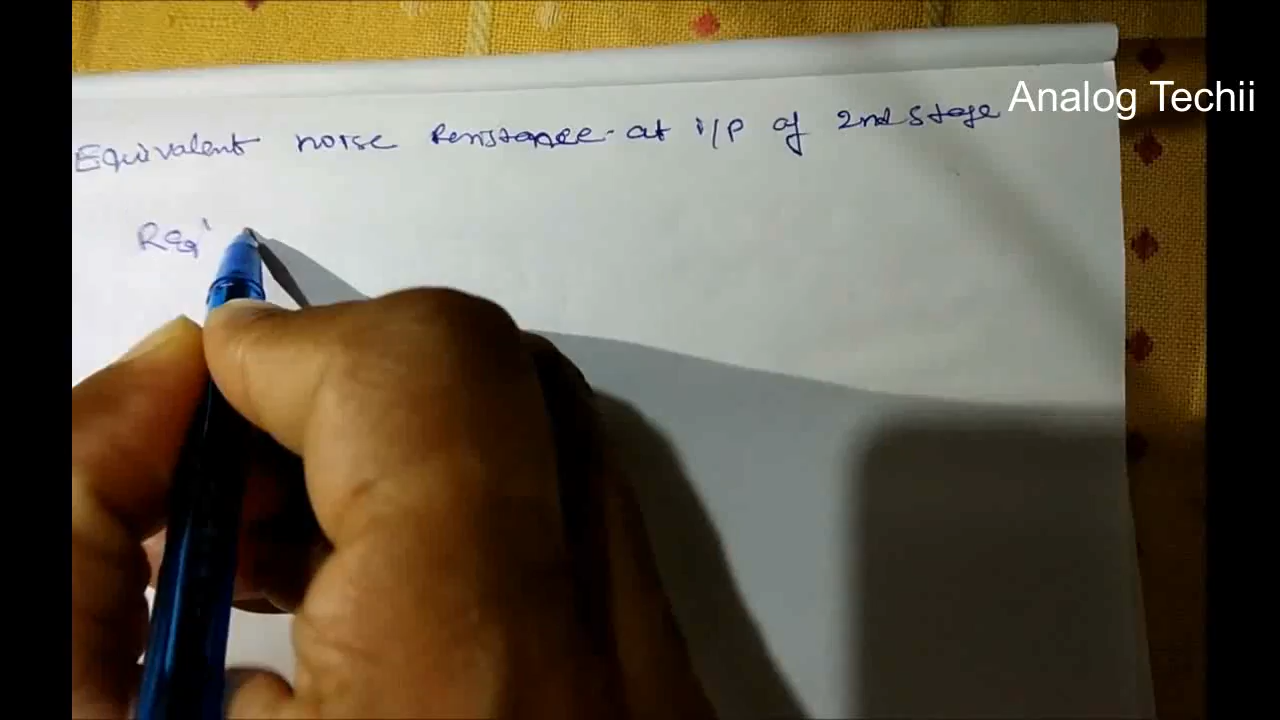 Analog Techii
Equivalent noise Resistance at i/p of 2nd Stage
Req'